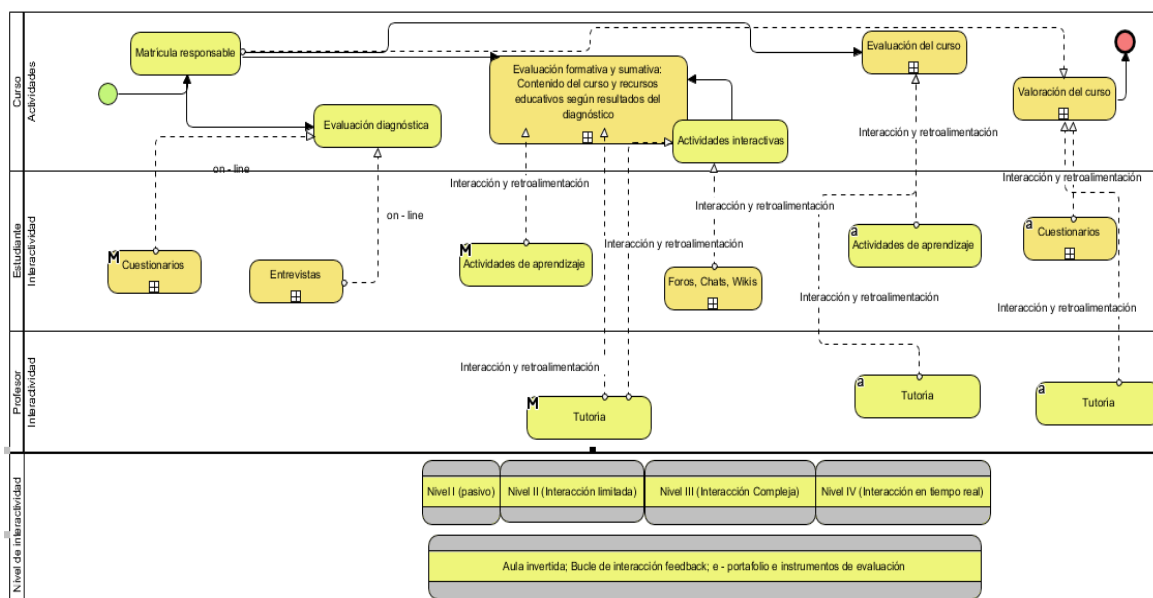 Curso
Actividades
Matricula responsable
Evaluación diagnóstica
Evaluación formativa y sumativa:
Contenido del curso y recursos
educativos según resultados del
diagnóstico
Actividades interactivas
Evaluación del curso
Valoración del curso
Interacción y retroalimentación
on - line
Estudiante
Interactividad
Interacción y retroalimentación
Interacción y retroalimentación
Interacción y retroalimentación
on - line
M
Cuestionarios
Entrevistas
M
Actividades de aprendizaje
Interacción y retroalimentación
Foros, Chats, Wikis
a
Actividades de aprendizaje
a
Cuestionarios
Interacción y retroalimentación
Interacción y retroalimentación
Profesor
Interactividad
Interacción y retroalimentación
M
Tutoría
a
Tutoría
a
Tutoría
Nivel de interactividad
Nivel I (pasivo)
Nivel II (Interacción limitada)
Nivel III (Interacción Compleja)
Nivel IV (Interacción en tiempo real)
Aula invertida; Bucle de interacción feedback; e - portafolio e instrumentos de evaluación